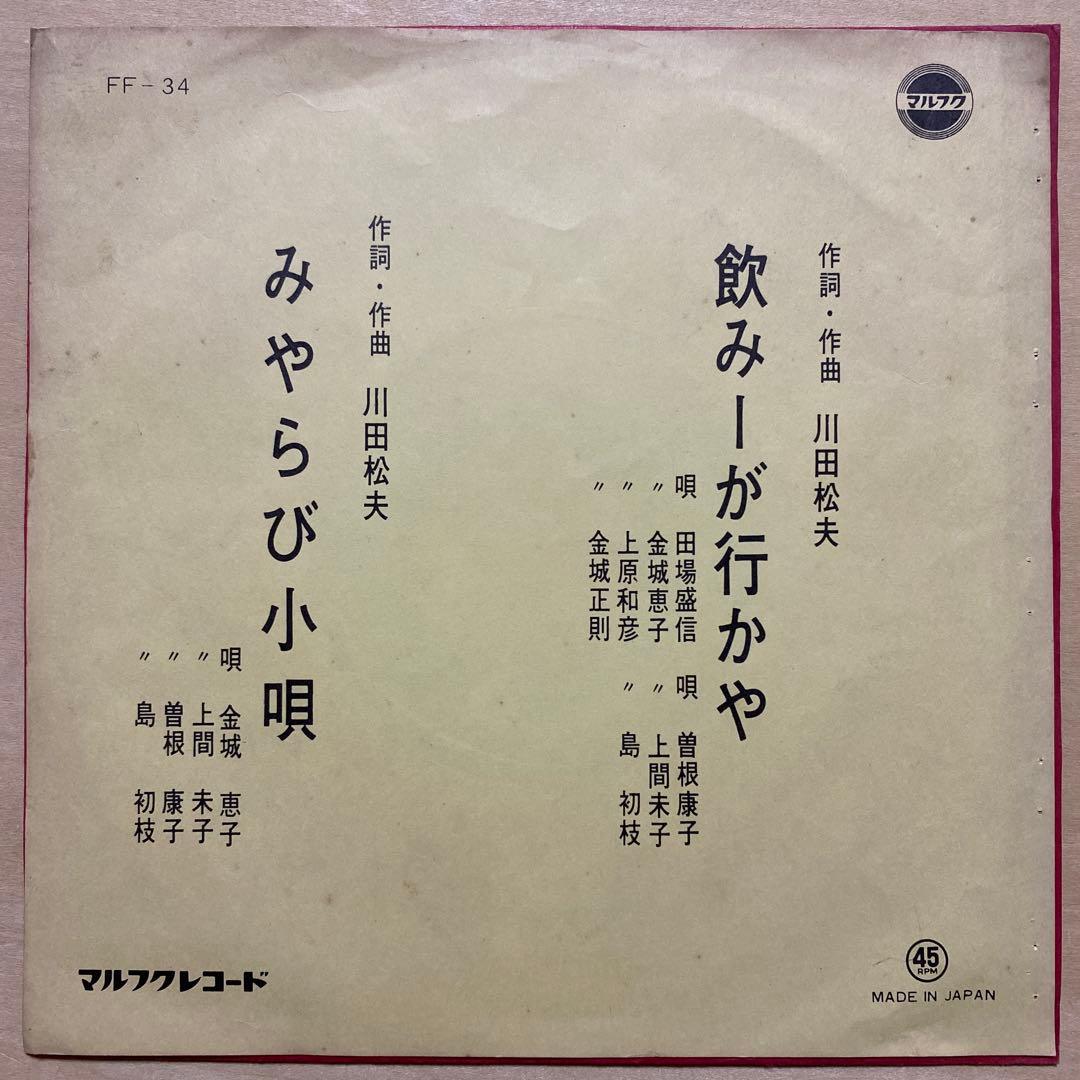 FF-34
マルフク
作詞・作曲 川田松夫
飲みーが行かや
唄 田場盛信
〃 金城恵子
〃 上原和彦
〃 金城正則
唄 曽根康子
〃 上間未子
〃 島 初枝
作詞・作曲 川田松夫
みやらび小唄
唄 金城 恵子
〃 上間 未子
〃 曽根 康子
〃 島 初枝
マルフクレコード
45
RPM
MADE IN JAPAN